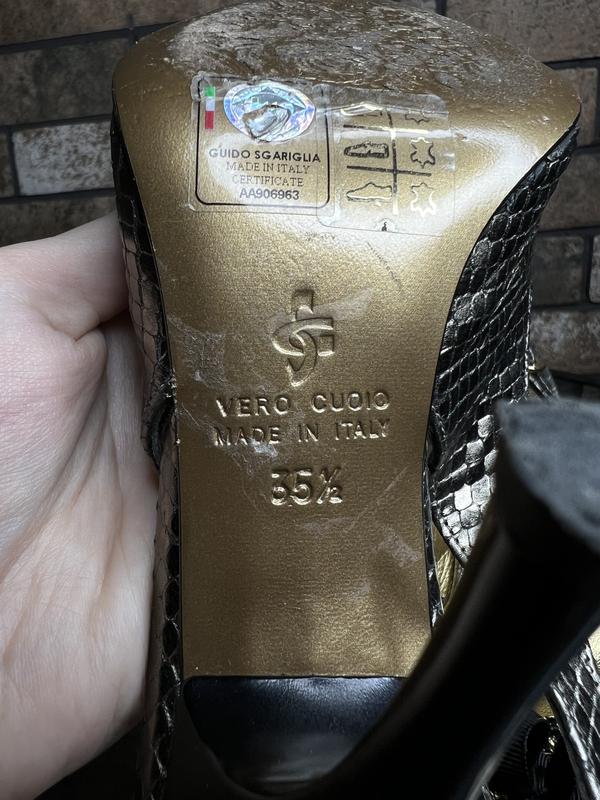 GUIDO SGARIGLIA
MADE IN ITALY
CERTIFICATE
AA906963
VERO CUOIO
MADE IN ITALY
35½